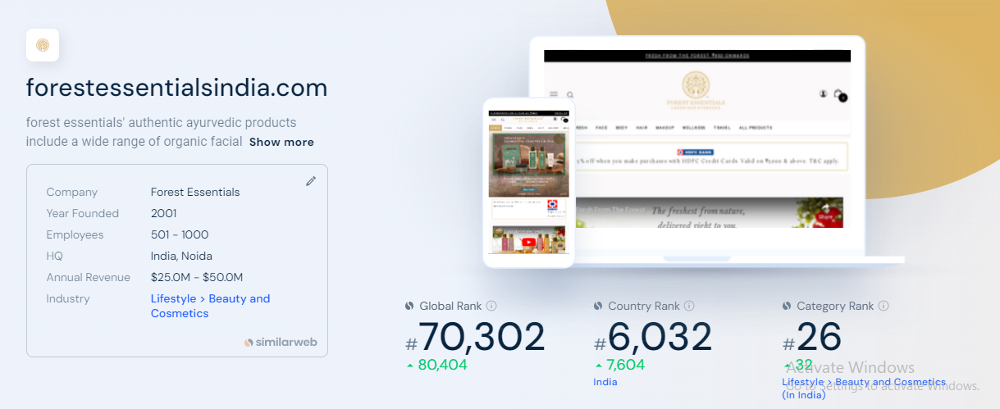 forestessentialsindia.com
forest essentials' authentic ayurvedic products
include a wide range of organic facial Show more
Company Forest Essentials
Year Founded 2001
Employees 501 - 1000
HQ India, Noida
Annual Revenue $25.0M - $50.0M
Industry Lifestyle > Beauty and
Cosmetics
similarweb
FRESH FROM THE FOREST ₹950 ONWARDS
FOREST ESSENTIALS
LUXURIOUS AYURVEDA
FACE BODY HAIR MAKEUP WELLNESS TRAVEL ALL PRODUCTS
HDFC BANK
5% off when you make purchases with HDFC Credit Cards. Valid on & above. T&C apply
Fresh From The Forest
The freshest from nature,
delivered right to you.
Share
Global Rank
#70,302
80,404
Country Rank
#6,032
7,604
India
Category Rank
#26
32
Lifestyle > Beauty and Cosmetics
(In India)
Activate Windows
Go to Settings to activate Windows.